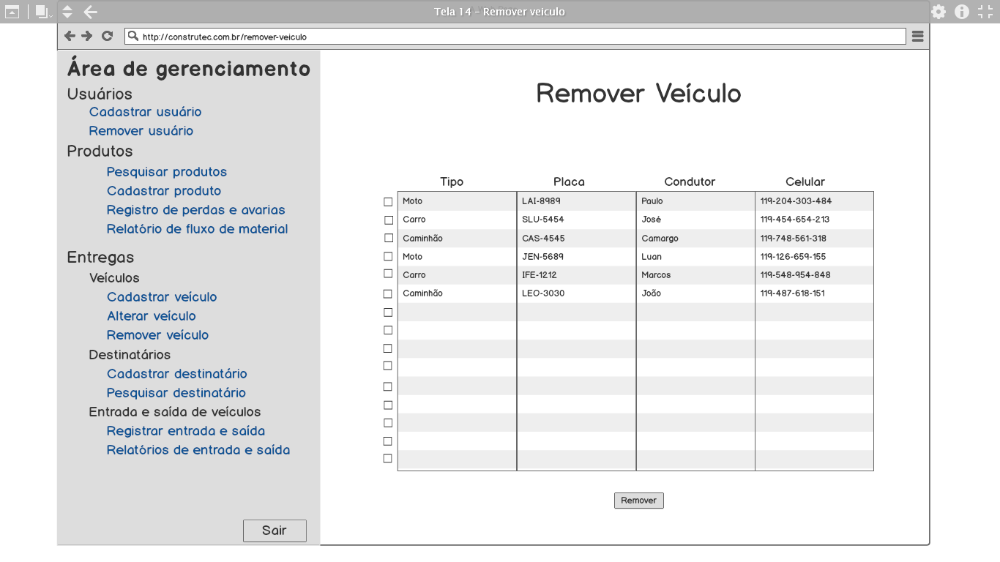 Tela 14 - Remover veiculo
http://construtec.com.br/remover-veiculo
Área de gerenciamento
Usuários
Cadastrar usuário
Remover usuário
Produtos
Pesquisar produtos
Cadastrar produto
Registro de perdas e avarias
Relatório de fluxo de material
Entregas
Veículos
Cadastrar veículo
Alterar veículo
Remover veículo
Destinatários
Cadastrar destinatário
Pesquisar destinatário
Entrada e saída de veículos
Registrar entrada e saída
Relatórios de entrada e saída
Sair
Remover Veículo
Tipo Placa Condutor Celular
Moto LAI-8989 Paulo 119-204-303-484
Carro SLU-5454 José 119-454-654-213
Caminhão CAS-4545 Camargo 119-748-561-318
Moto JEN-5689 Luan 119-126-659-155
Carro IFE-1212 Marcos 119-548-954-848
Caminhão LEO-3030 João 119-487-618-151
Remover